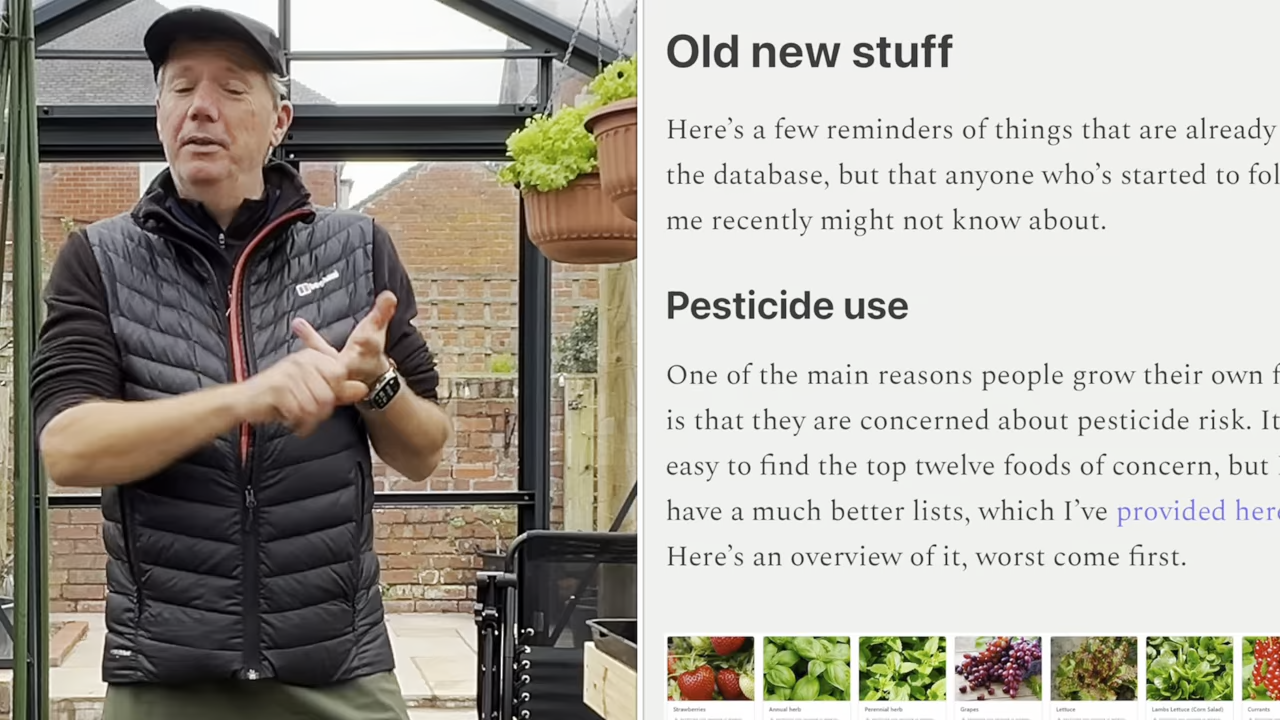 Old new stuff
Here's a few reminders of things that are already
the database, but that anyone who's started to fol
me recently might not know about.
Pesticide use
One of the main reasons people grow their own f
is that they are concerned about pesticide risk. It
easy to find the top twelve foods of concern, but
have a much better lists, which I've provided here
Here's an overview of it, worst come first.
Strawberries
Annual herb
Perennial herb
Grapes
Lettuce
Lambs Lettuce (Corn Salad)
Currants